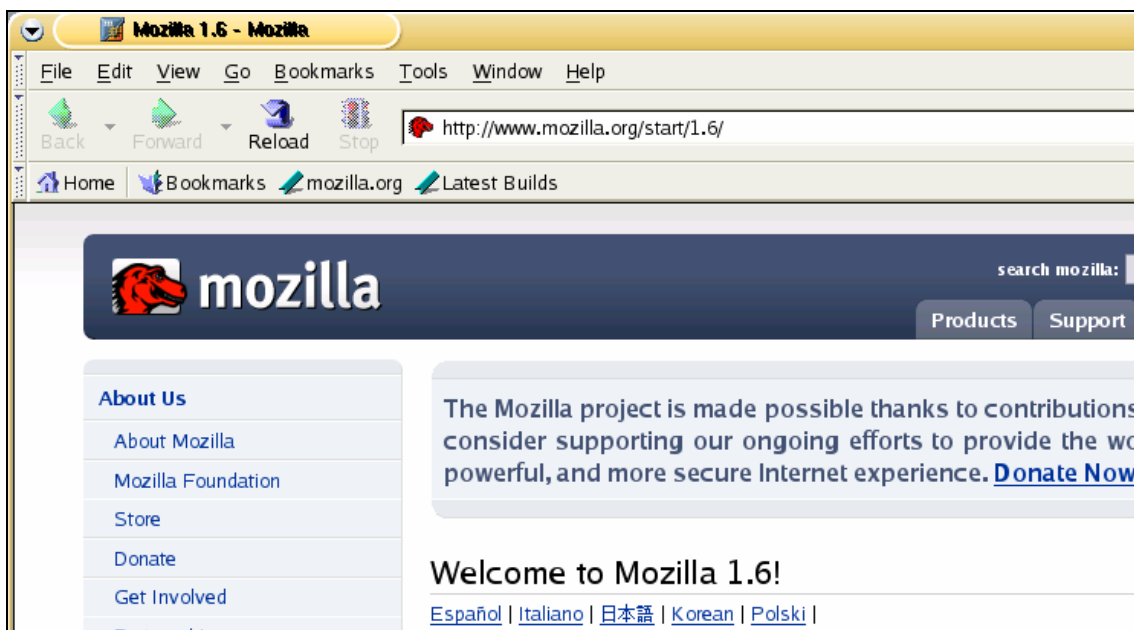 Mozilla 1.6 - Mozilla
File Edit View Go Bookmarks Tools Window Help
Back Forward Reload Stop http://www.mozilla.org/start/1.6/
Home Bookmarks mozilla.org Latest Builds
mozilla
search mozilla:
Products Support
About Us
About Mozilla
Mozilla Foundation
Store
Donate
Get Involved
The Mozilla project is made possible thanks to contributions
consider supporting our ongoing efforts to provide the
powerful, and more secure Internet experience. Donate Now
Welcome to Mozilla 1.6!
Español | Italiano | 日本語 | Korean | Polski |